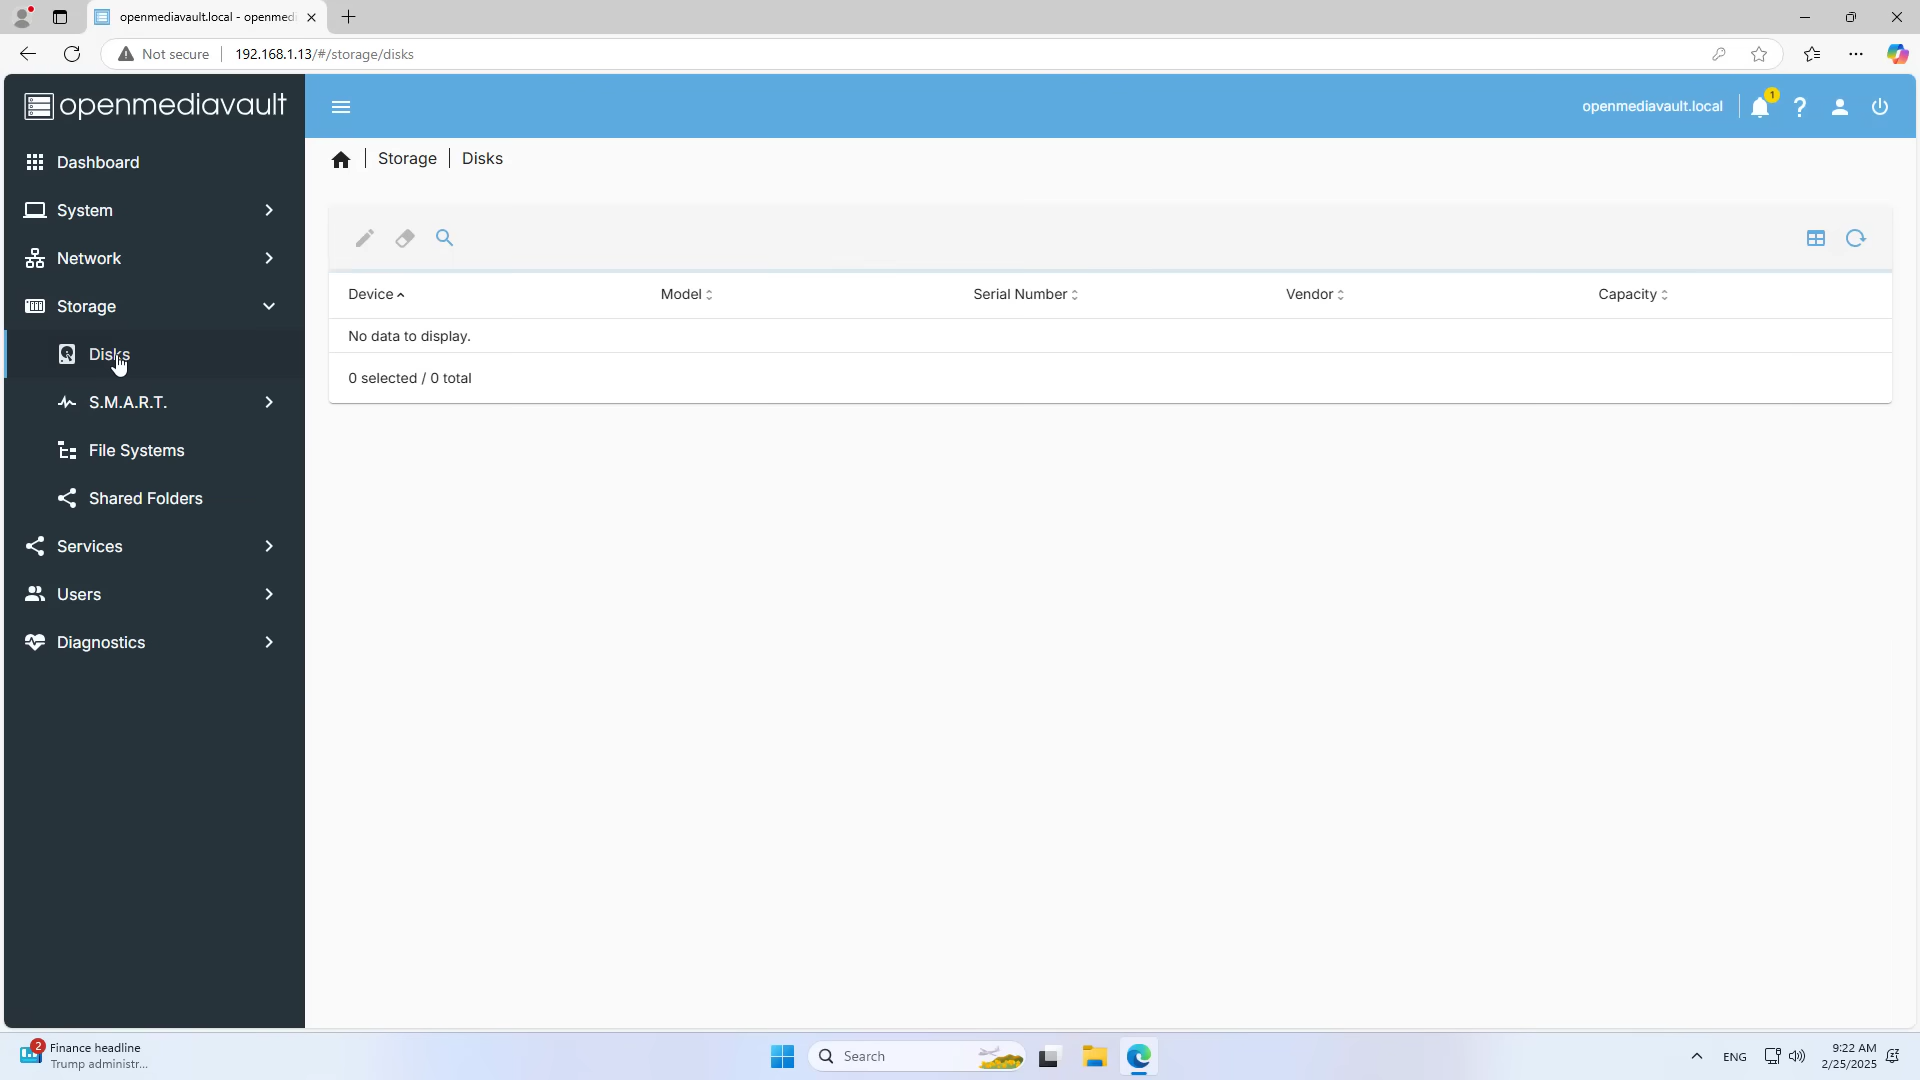 openmediavault.local - openmed
Not secure
192.168.1.13/#/storage/disks
openmediavault
openmediavault.local
1
?
Dashboard
System
Network
Storage
Disks
S.M.A.R.T.
File Systems
Shared Folders
Services
Users
Diagnostics
Storage
Disks
Device
Model
Serial Number
Vendor
Capacity
No data to display.
0 selected / 0 total
2
Finance headline
Trump administr...
Search
ENG
9:22 AM
2/25/2025